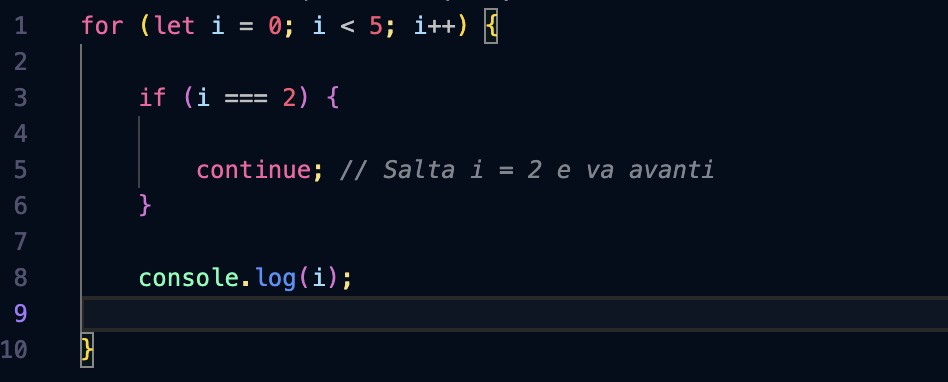 1 for (let i = 0; i < 5; i++) {
2
3 if (i === 2) {
4
5 continue; // Salta i = 2 e va avanti
6 }
7
8 console.log(i);
9
10 }